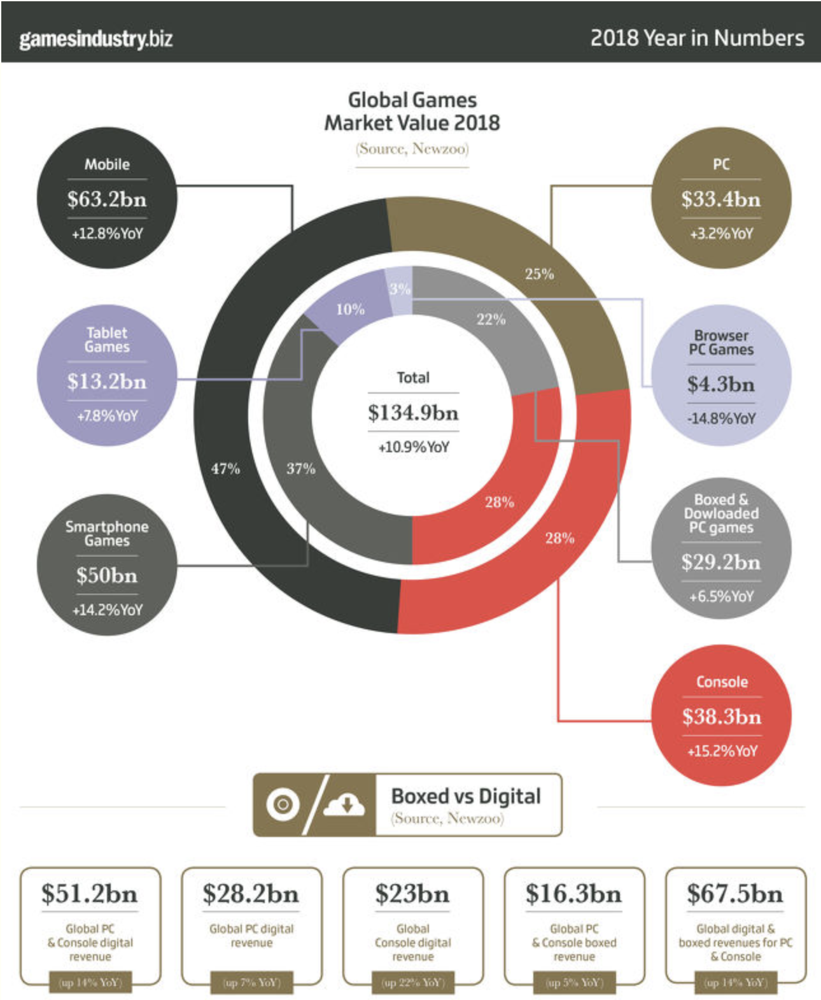 gamesindustry.biz
2018 Year in Numbers
Global Games
Market Value 2018
(Source, Newzoo)
Mobile
$63.2bn
+12.8%YoY
PC
$33.4bn
+3.2%YoY
25%
3%
10%
22%
Tablet
Games
$13.2bn
+7.8%YoY
Browser
PC Games
$4.3bn
-14.8%YoY
Total
$134.9bn
+10.9%YoY
47%
37%
28%
28%
Smartphone
Games
$50bn
+14.2%YoY
Boxed &
Dowloaded
PC games
$29.2bn
+6.5%YoY
Console
$38.3bn
+15.2%YoY
Boxed vs Digital
(Source, Newzoo)
$51.2bn
Global PC
& Console digital
revenue
(up 14% YoY)
$28.2bn
Global PC digital
revenue
(up 7% YoY)
$23bn
Global
Console digital
revenue
(up 22% YoY)
$16.3bn
Global PC
& Console boxed
revenue
(up 5% YoY)
$67.5bn
Global digital &
boxed revenues for PC
& Console
(up 14% YoY)